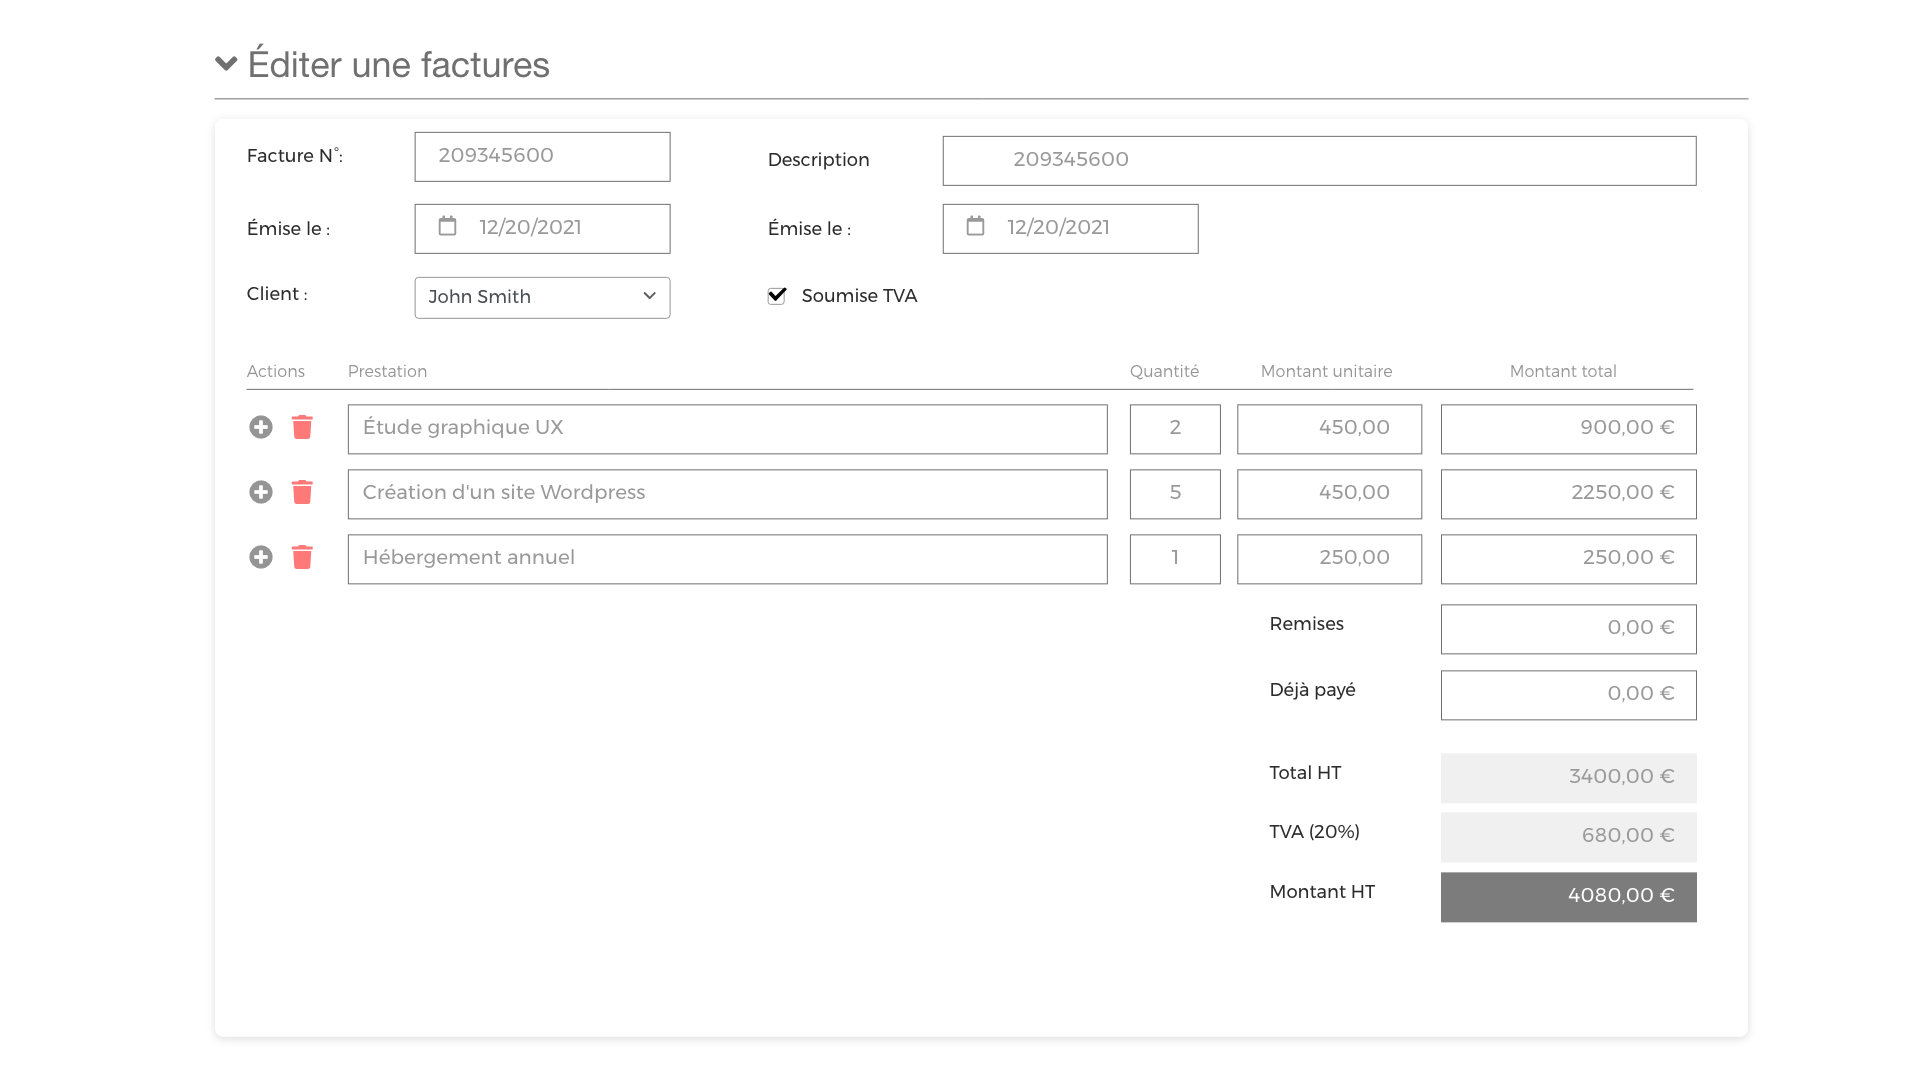 Éditer une factures
Facture N°: 209345600 Description 209345600
Émise le : 12/20/2021 Émise le : 12/20/2021
Client : John Smith Soumise TVA
Actions Prestation Quantité Montant unitaire Montant total
Étude graphique UX 2 450,00 900,00 €
Création d'un site Wordpress 5 450,00 2250,00 €
Hébergement annuel 1 250,00 250,00 €
Remises 0,00 €
Déjà payé 0,00 €
Total HT 3400,00 €
TVA (20%) 680,00 €
Montant HT 4080,00 €